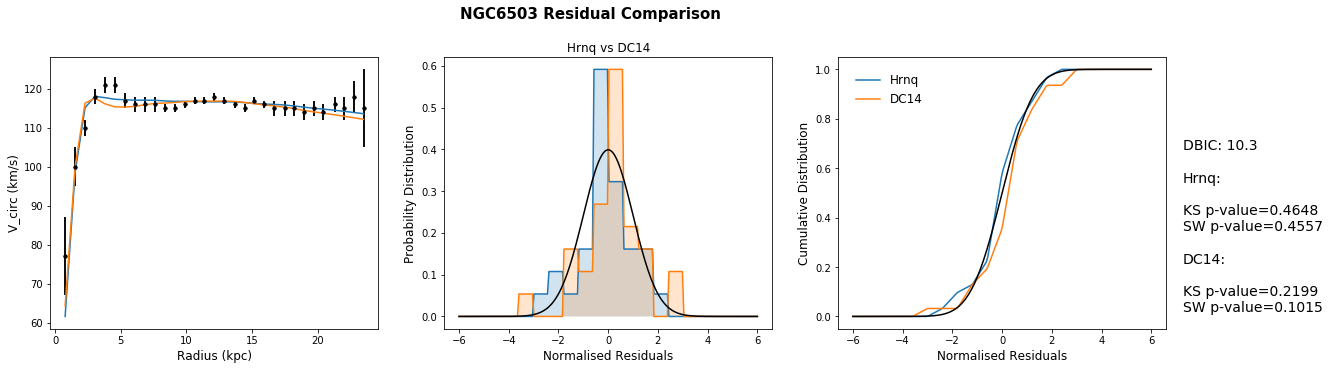 NGC6503 Residual Comparison
V_circ (km/s)
60
70
80
90
100
110
120
0
5
10
15
20
Radius (kpc)
Hrnq vs DC14
Probability Distribution
0.0
0.1
0.2
0.3
0.4
0.5
0.6
−6
−4
−2
0
2
4
6
Normalised Residuals
Cumulative Distribution
0.0
0.2
0.4
0.6
0.8
1.0
Hrnq
DC14
−6
−4
−2
0
2
4
6
Normalised Residuals
DBIC: 10.3
Hrnq:
KS p-value=0.4648
SW p-value=0.4557
DC14:
KS p-value=0.2199
SW p-value=0.1015